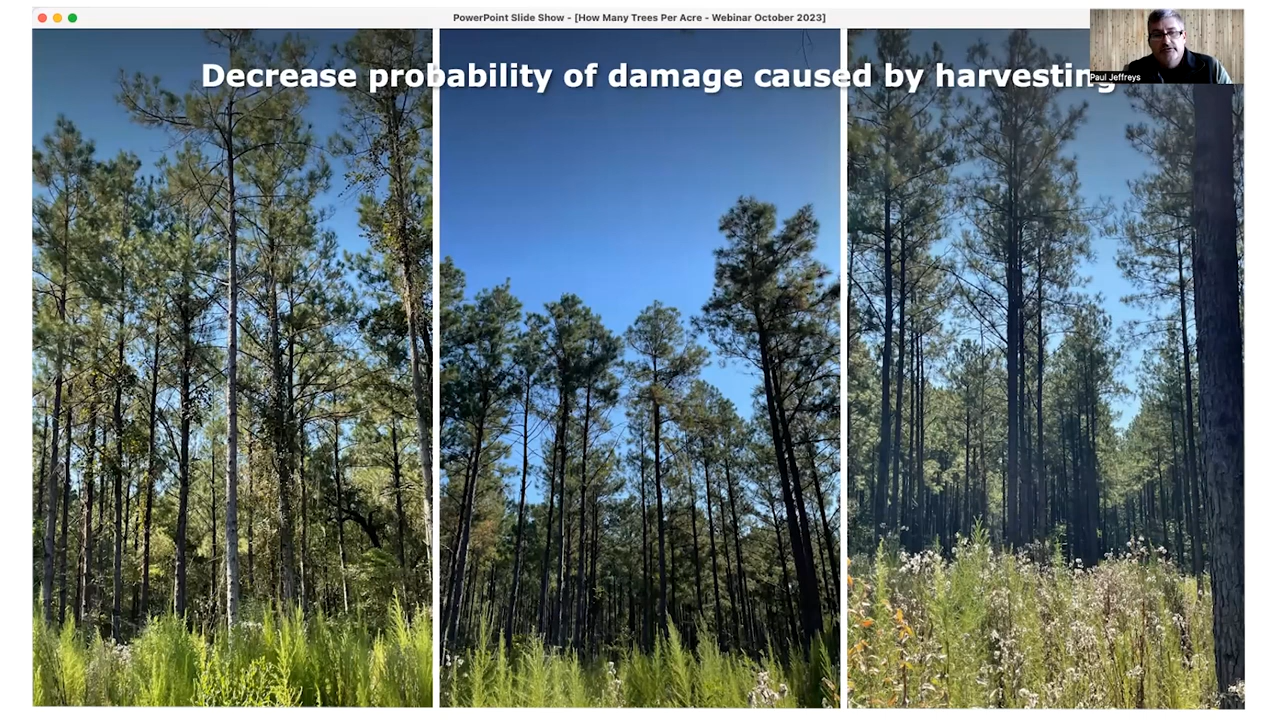 PowerPoint Slide Show - [How Many Trees Per Acre - Webinar October 2023]
Decrease probability of damage caused by harvesting
Paul Jeffreys